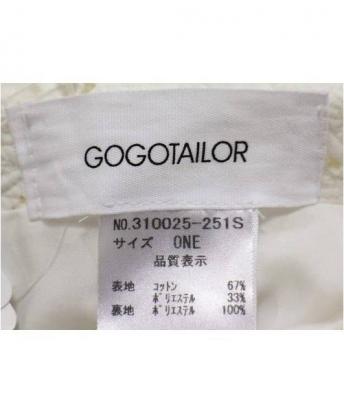 GOGOTAILOR
NO.310025-251S
サイズ ONE
品質表示
表地 コットン 67%
ポリエステル 33%
裏地 ポリエステル 100%